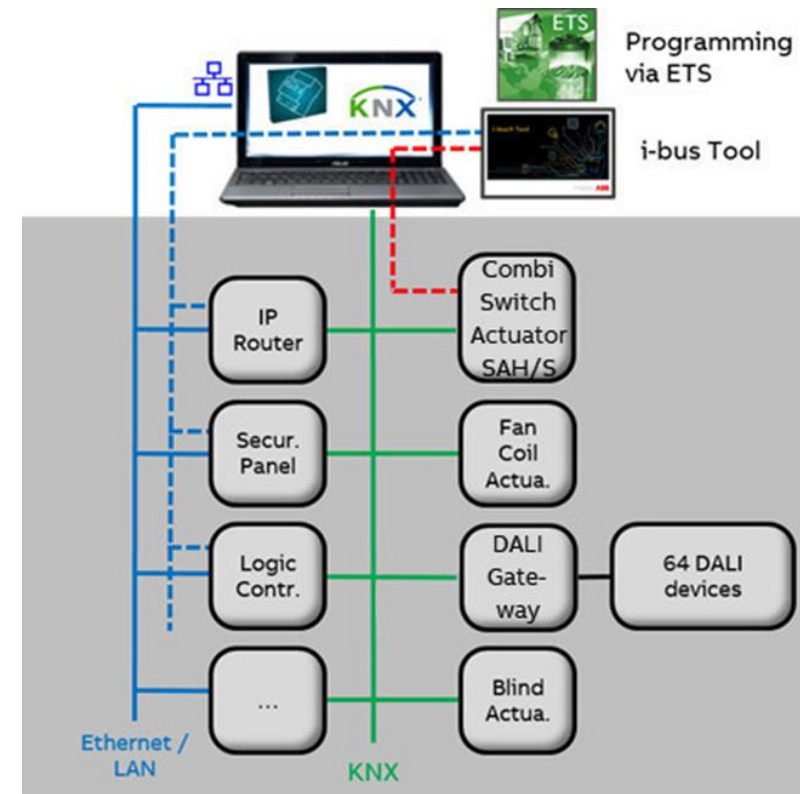 ETS
Programming
via ETS
KNX
i-bus Tool
ABB
IP
Router
Combi
Switch
Actuator
SAH/S
Secur.
Panel
Fan
Coil
Actua.
Logic
Contr.
DALI
Gate-
way
64 DALI
devices
...
Blind
Actua.
Ethernet /
LAN
KNX